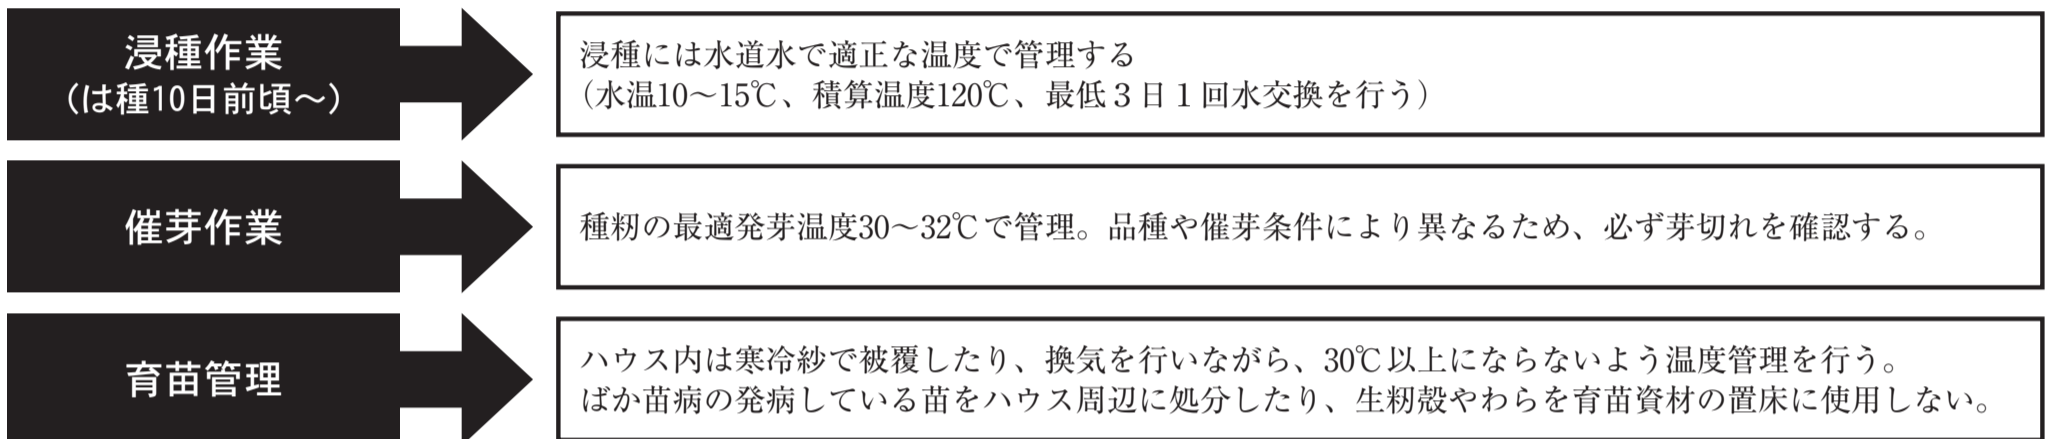 浸種作業
（は種10日前頃～）
浸種には水道水で適正な温度で管理する
（水温10～15℃、積算温度120℃、最低３日１回水交換を行う）
催芽作業
種籾の最適発芽温度30～32℃で管理。品種や催芽条件により異なるため、必ず芽切れを確認する。
育苗管理
ハウス内は寒冷紗で被覆したり、換気を行いながら、30℃以上にならないよう温度管理を行う。
ばか苗病の発病している苗をハウス周辺に処分したり、生籾殻やわらを育苗資材の置床に使用しない。